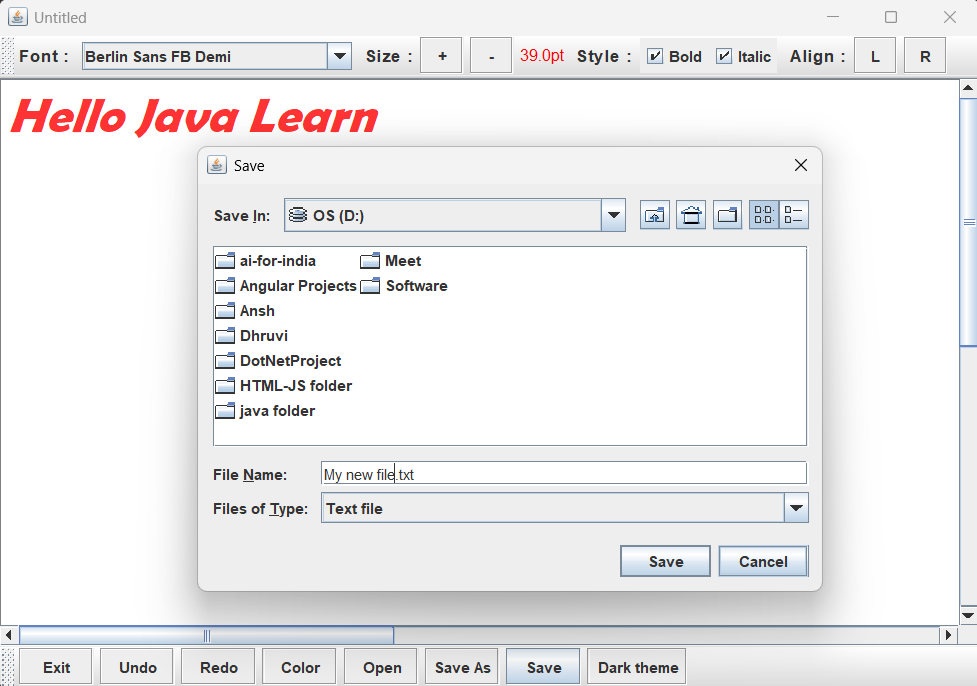 Untitled
Font : Berlin Sans FB Demi Size : + - 39.0pt Style : Bold Italic Align : L R
Hello Java Learn
Save
Save In: OS (D:)
ai-for-india Meet
Angular Projects Software
Ansh
Dhruvi
DotNetProject
HTML-JS folder
java folder
File Name: My new file.txt
Files of Type: Text file
Save Cancel
Exit Undo Redo Color Open Save As Save Dark theme